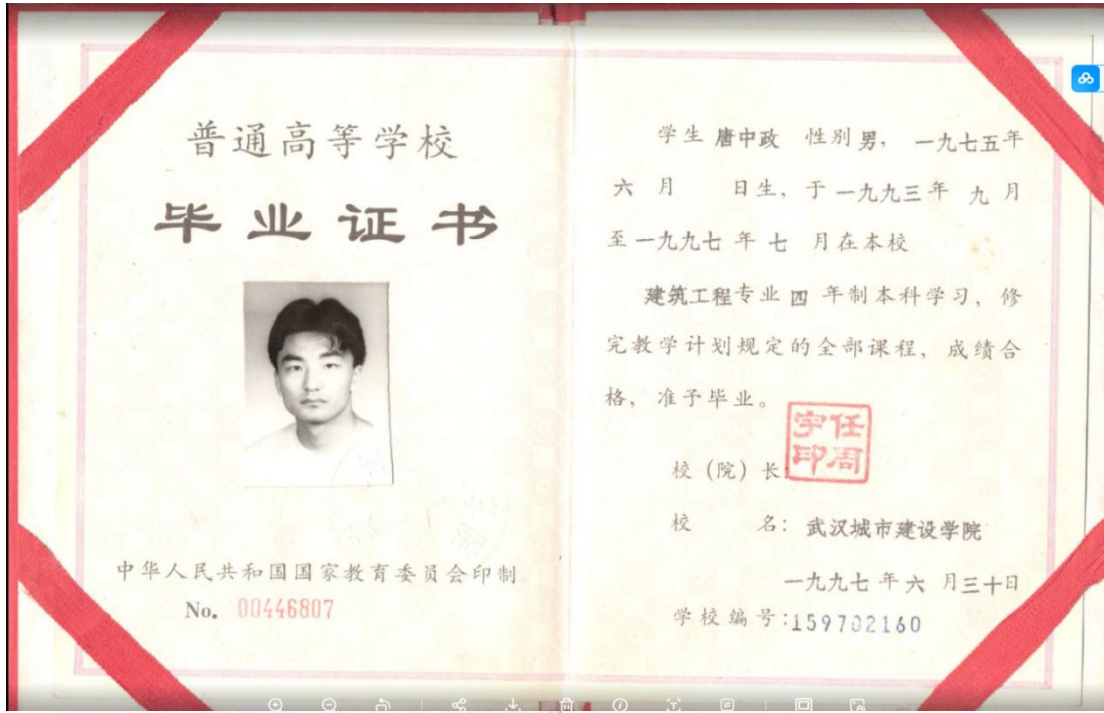 普通高等学校
毕业证书
中华人民共和国国家教育委员会印制
No. 00446807
学生 唐中政 性别 男, 一九七五年
六 月 日生, 于 一九九三 年 九 月
至 一九九七 年 七 月在本校
建筑工程专业 四 年制本科学习, 修
完教学计划规定的全部课程, 成绩合
格, 准予毕业。
校 (院) 长:
任周宇印
校 名: 武汉城市建设学院
一九九七 年 六 月三十日
学校编号:159702160